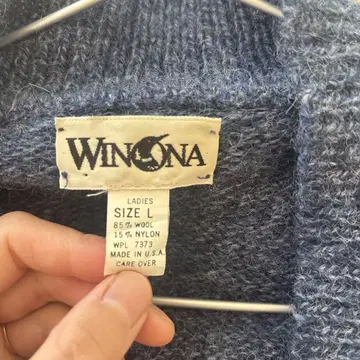 WINONA
LADIES
SIZE L
85% WOOL
15% NYLON
WPL 7373
MADE IN U.S.A.
CARE OVER